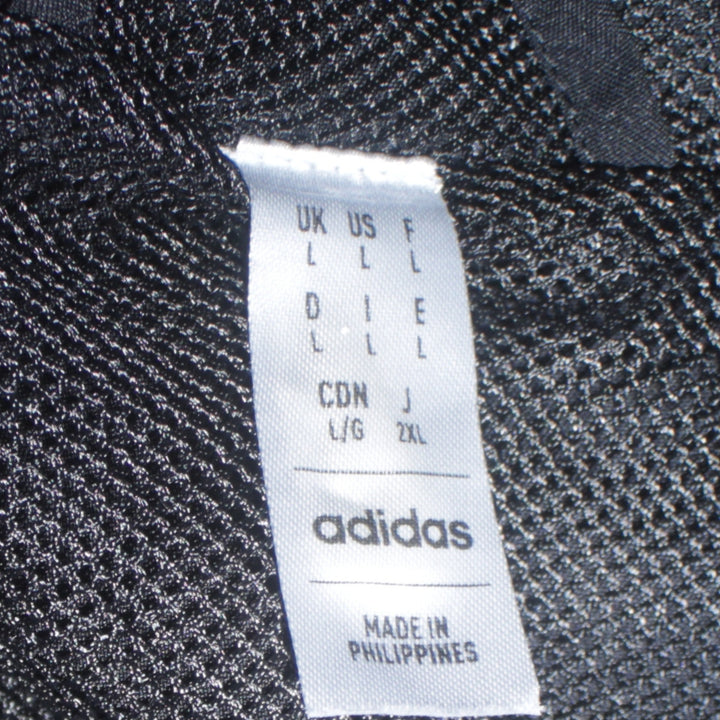 UK US F
L L L
D I E
L L L
CDN J
L/G 2XL
adidas
MADE IN
PHILIPPINES